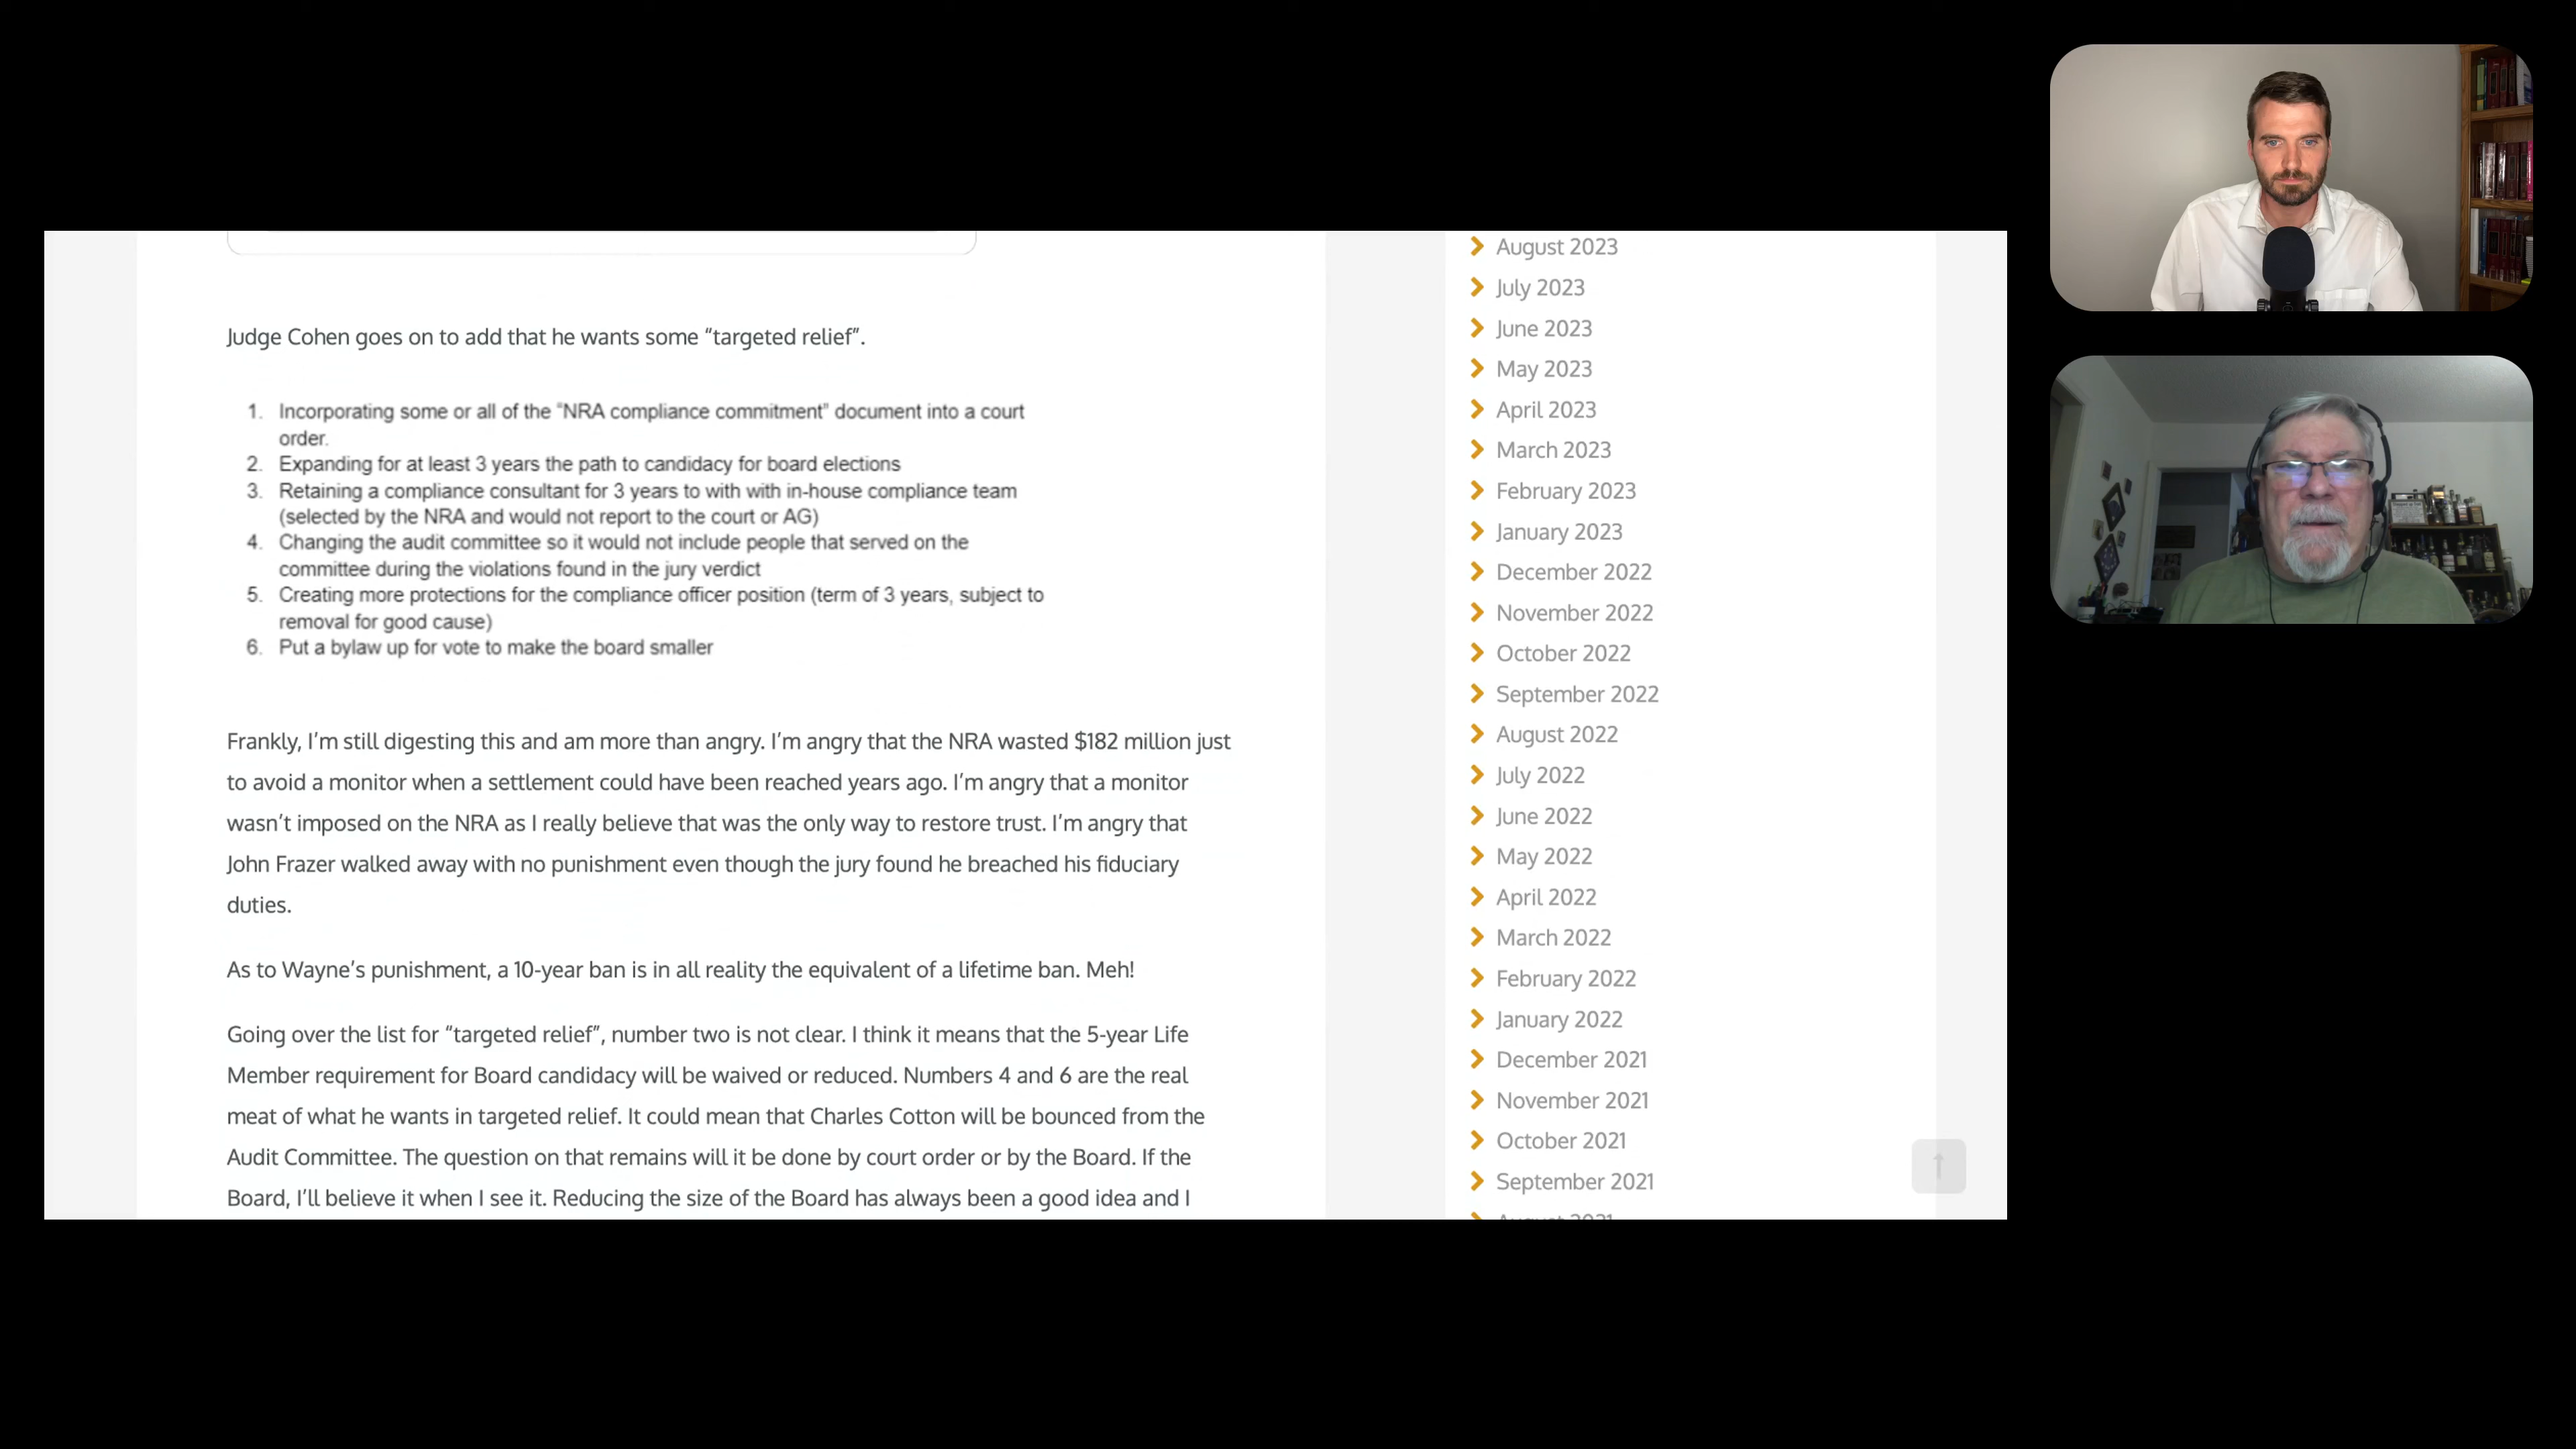 Judge Cohen goes on to add that he wants some “targeted relief”.
1. Incorporating some or all of the "NRA compliance commitment" document into a court
order.
2. Expanding for at least 3 years the path to candidacy for board elections
3. Retaining a compliance consultant for 3 years to with with in-house compliance team
(selected by the NRA and would not report to the court or AG)
4. Changing the audit committee so it would not include people that served on the
committee during the violations found in the jury verdict
5. Creating more protections for the compliance officer position (term of 3 years, subject to
removal for good cause)
6. Put a bylaw up for vote to make the board smaller
Frankly, I’m still digesting this and am more than angry. I’m angry that the NRA wasted $182 million just
to avoid a monitor when a settlement could have been reached years ago. I’m angry that a monitor
wasn’t imposed on the NRA as I really believe that was the only way to restore trust. I’m angry that
John Frazer walked away with no punishment even though the jury found he breached his fiduciary
duties.
As to Wayne’s punishment, a 10-year ban is in all reality the equivalent of a lifetime ban. Meh!
Going over the list for “targeted relief”, number two is not clear. I think it means that the 5-year Life
Member requirement for Board candidacy will be waived or reduced. Numbers 4 and 6 are the real
meat of what he wants in targeted relief. It could mean that Charles Cotton will be bounced from the
Audit Committee. The question on that remains will it be done by court order or by the Board. If the
Board, I’ll believe it when I see it. Reducing the size of the Board has always been a good idea and I
August 2023
July 2023
June 2023
May 2023
April 2023
March 2023
February 2023
January 2023
December 2022
November 2022
October 2022
September 2022
August 2022
July 2022
June 2022
May 2022
April 2022
March 2022
February 2022
January 2022
December 2021
November 2021
October 2021
September 2021
August 2021